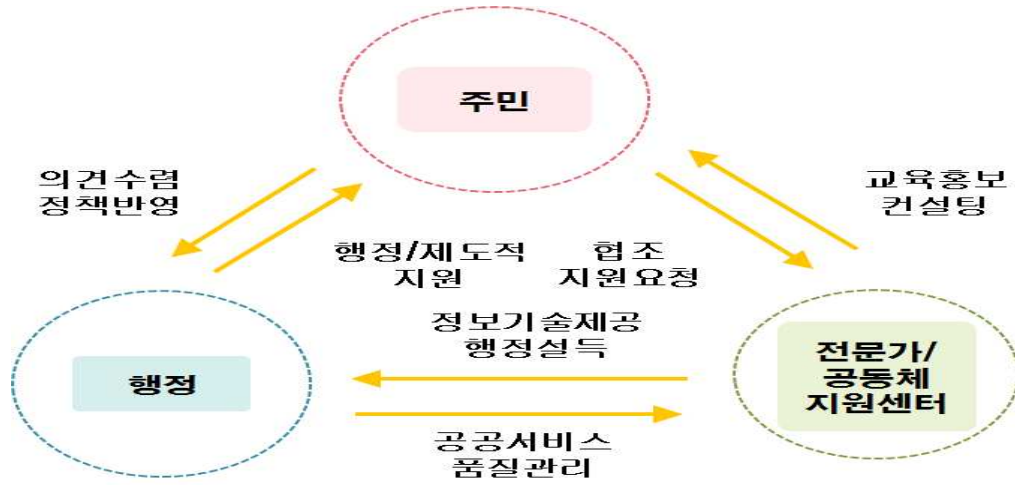 주민
의견수렴
정책반영
교육홍보
컨설팅
행정/제도적
지원
협조
지원요청
정보기술제공
행정설득
행정
전문가/
공동체
지원센터
공공서비스
품질관리